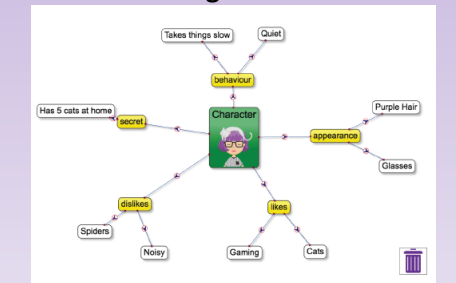 Takes things slow
Quiet
behaviour
Has 5 cats at home
secret
Character
Purple Hair
appearance
Glasses
dislikes
likes
Spiders
Noisy
Gaming
Cats